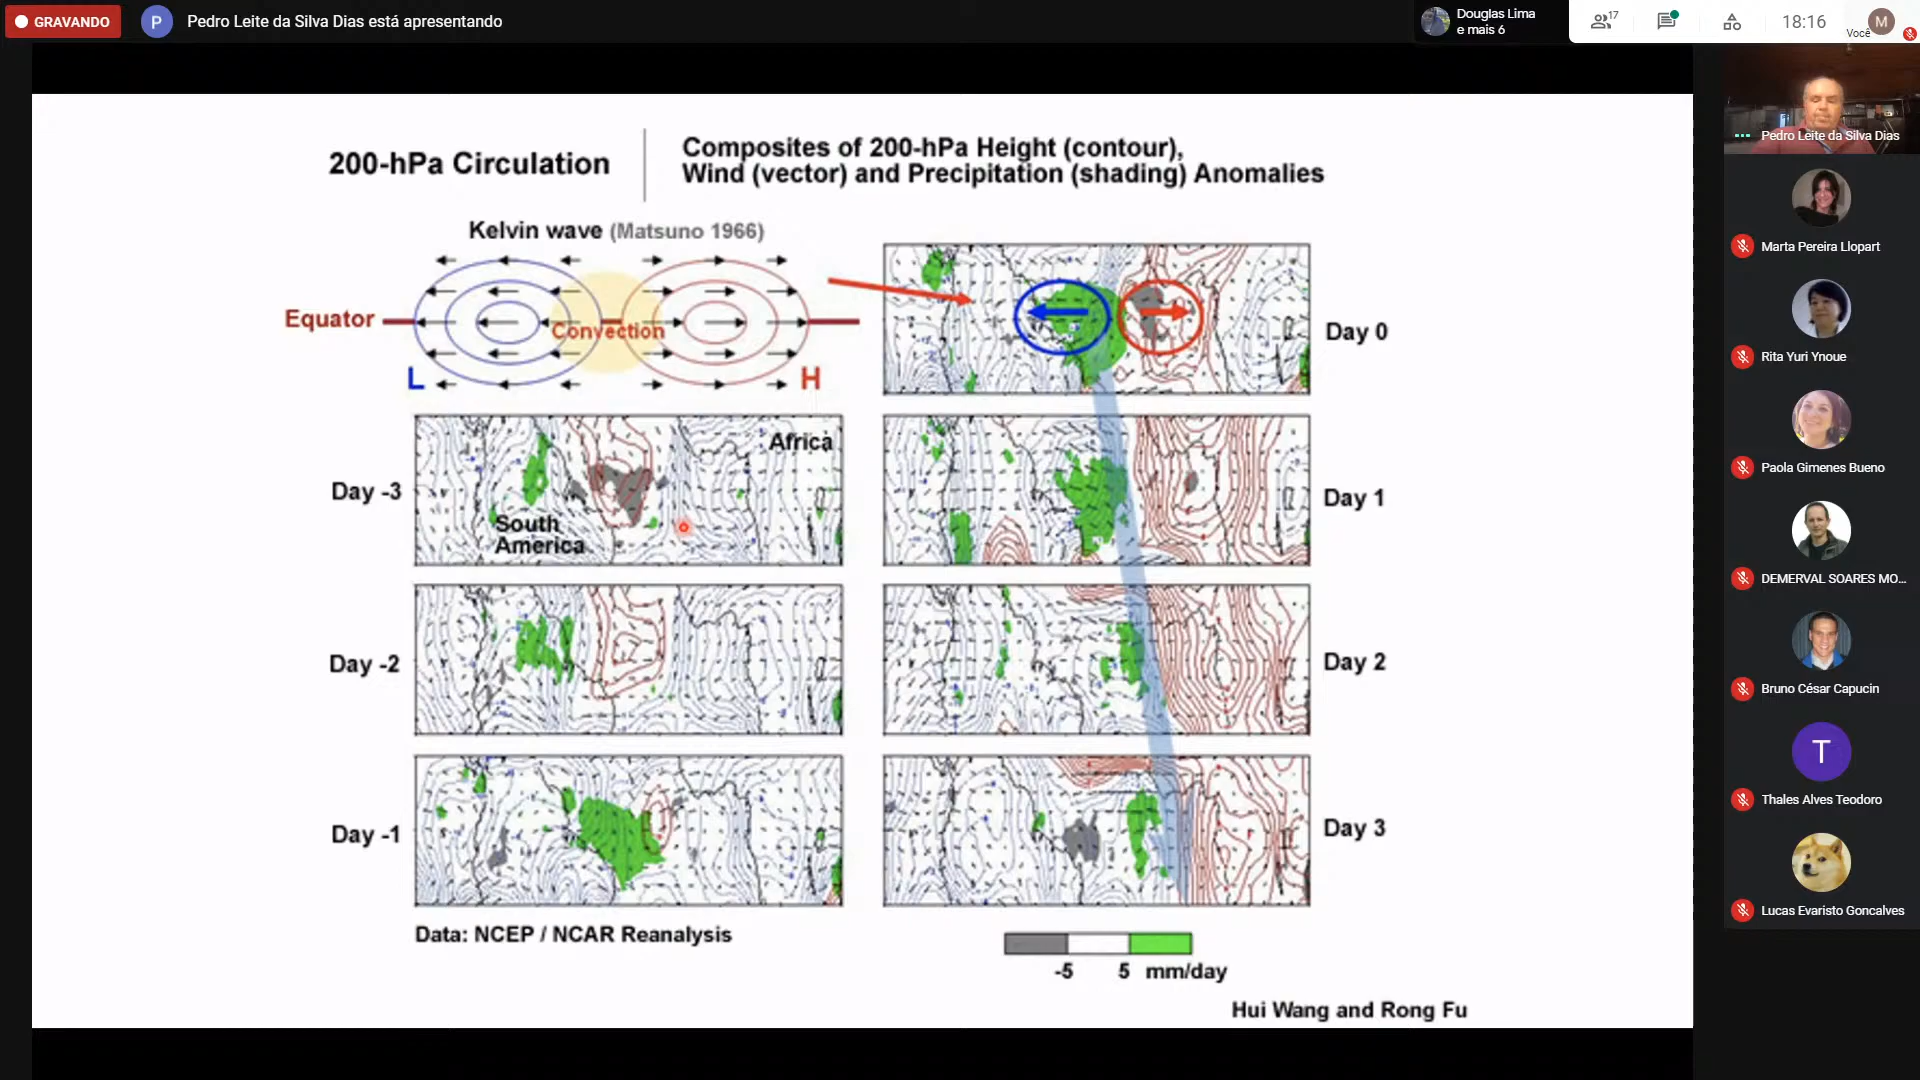 GRAVANDO
P
Pedro Leite da Silva Dias está apresentando
Douglas Lima
e mais 6
17
18:16
Você
M
200-hPa Circulation
Composites of 200-hPa Height (contour),
Wind (vector) and Precipitation (shading) Anomalies
Kelvin wave (Matsuno 1966)
Equator
Convection
L
H
Day 0
Day -3
Africa
South
America
Day 1
Day -2
Day 2
Day -1
Day 3
Data: NCEP / NCAR Reanalysis
-5 5 mm/day
Hui Wang and Rong Fu
Pedro Leite da Silva Dias
Marta Pereira Llopart
Rita Yuri Ynoue
Paola Gimenes Bueno
DEMERVAL SOARES MO...
Bruno César Capucin
T
Thales Alves Teodoro
Lucas Evaristo Goncalves